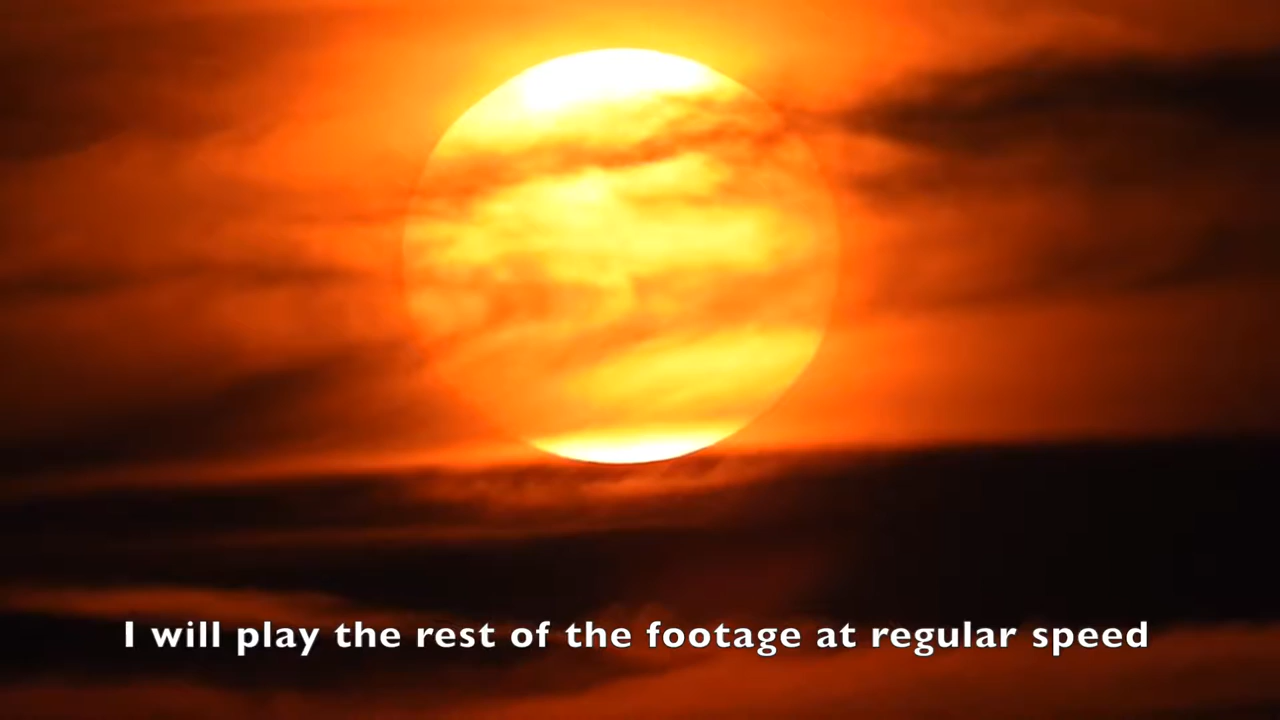 I will play the rest of the footage at regular speed